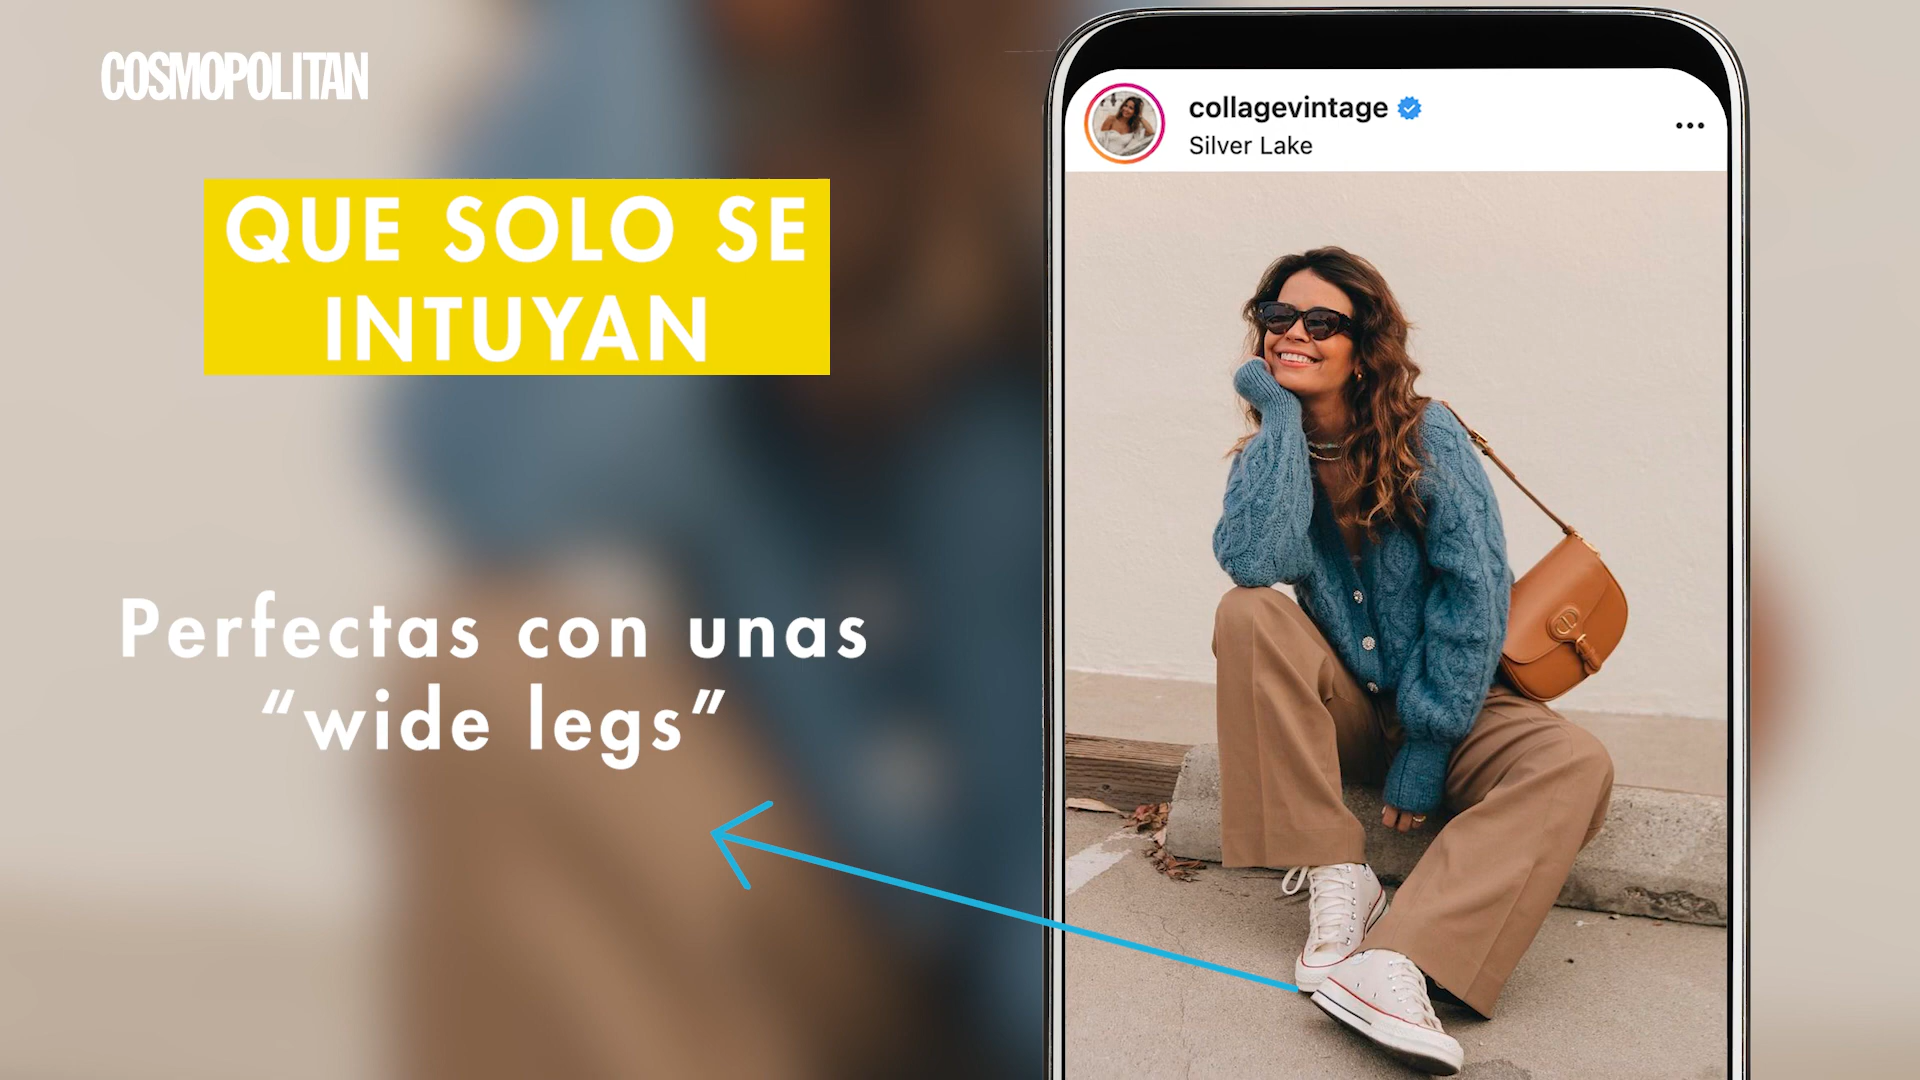 COSMOPOLITAN
QUE SOLO SE
INTUYAN
Perfectas con unas
“wide legs”
collagevintage
Silver Lake